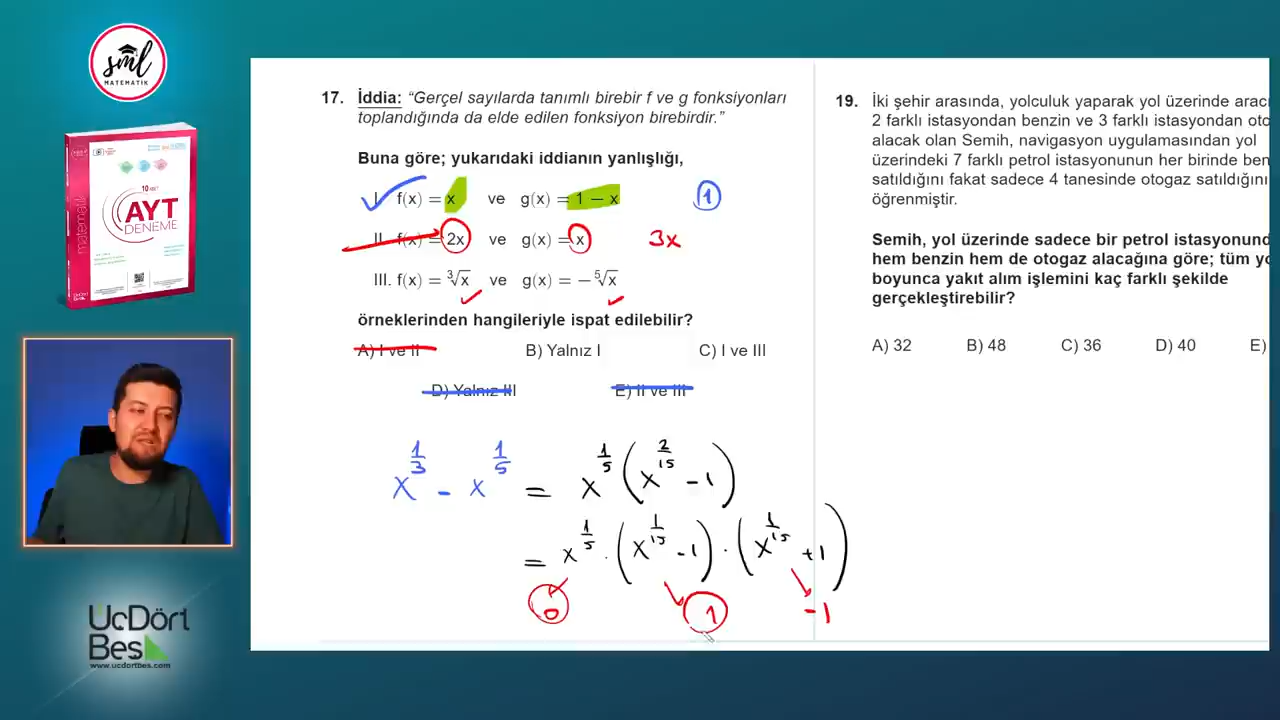 sml
MATEMATİK
matematik
10 ADET
AYT
DENEME
17. İddia: “Gerçel sayılarda tanımlı birebir f ve g fonksiyonları
toplandığında da elde edilen fonksiyon birebirdir.”
Buna göre; yukarıdaki iddianın yanlışlığı,
I. f(x) = x ve g(x) = 1 − x ①
II. f(x) = 2x ve g(x) = x 3x
III. f(x) = ∛x ve g(x) = −⁵√x
örneklerinden hangileriyle ispat edilebilir?
A) I ve II B) Yalnız I C) I ve III
D) Yalnız III E) II ve III
x^(1/3) − x^(1/5) = x^(1/5) (x^(2/15) − 1)
= x^(1/5) · (x^(1/15) − 1) · (x^(1/15) + 1)
0 1 −1
19. İki şehir arasında, yolculuk yaparak yol üzerinde
2 farklı istasyondan benzin ve 3 farklı istasyondan
alacak olan Semih, navigasyon uygulamasından yol
üzerindeki 7 farklı petrol istasyonunun her birinde
satıldığını fakat sadece 4 tanesinde otogaz satıldığını
öğrenmiştir.
Semih, yol üzerinde sadece bir petrol
hem benzin hem de otogaz alacağına göre; tüm
boyunca yakıt alım işlemini kaç farklı şekilde
gerçekleştirebilir?
A) 32 B) 48 C) 36 D) 40 E)
ÜcDört
Bes
www.ucdortbes.com